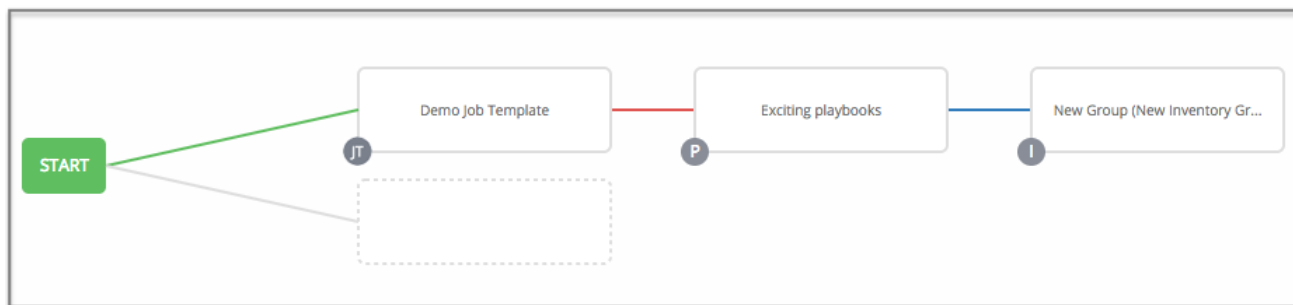 Demo Job Template
Exciting playbooks
New Group (New Inventory Gr...
JT
P
I
START